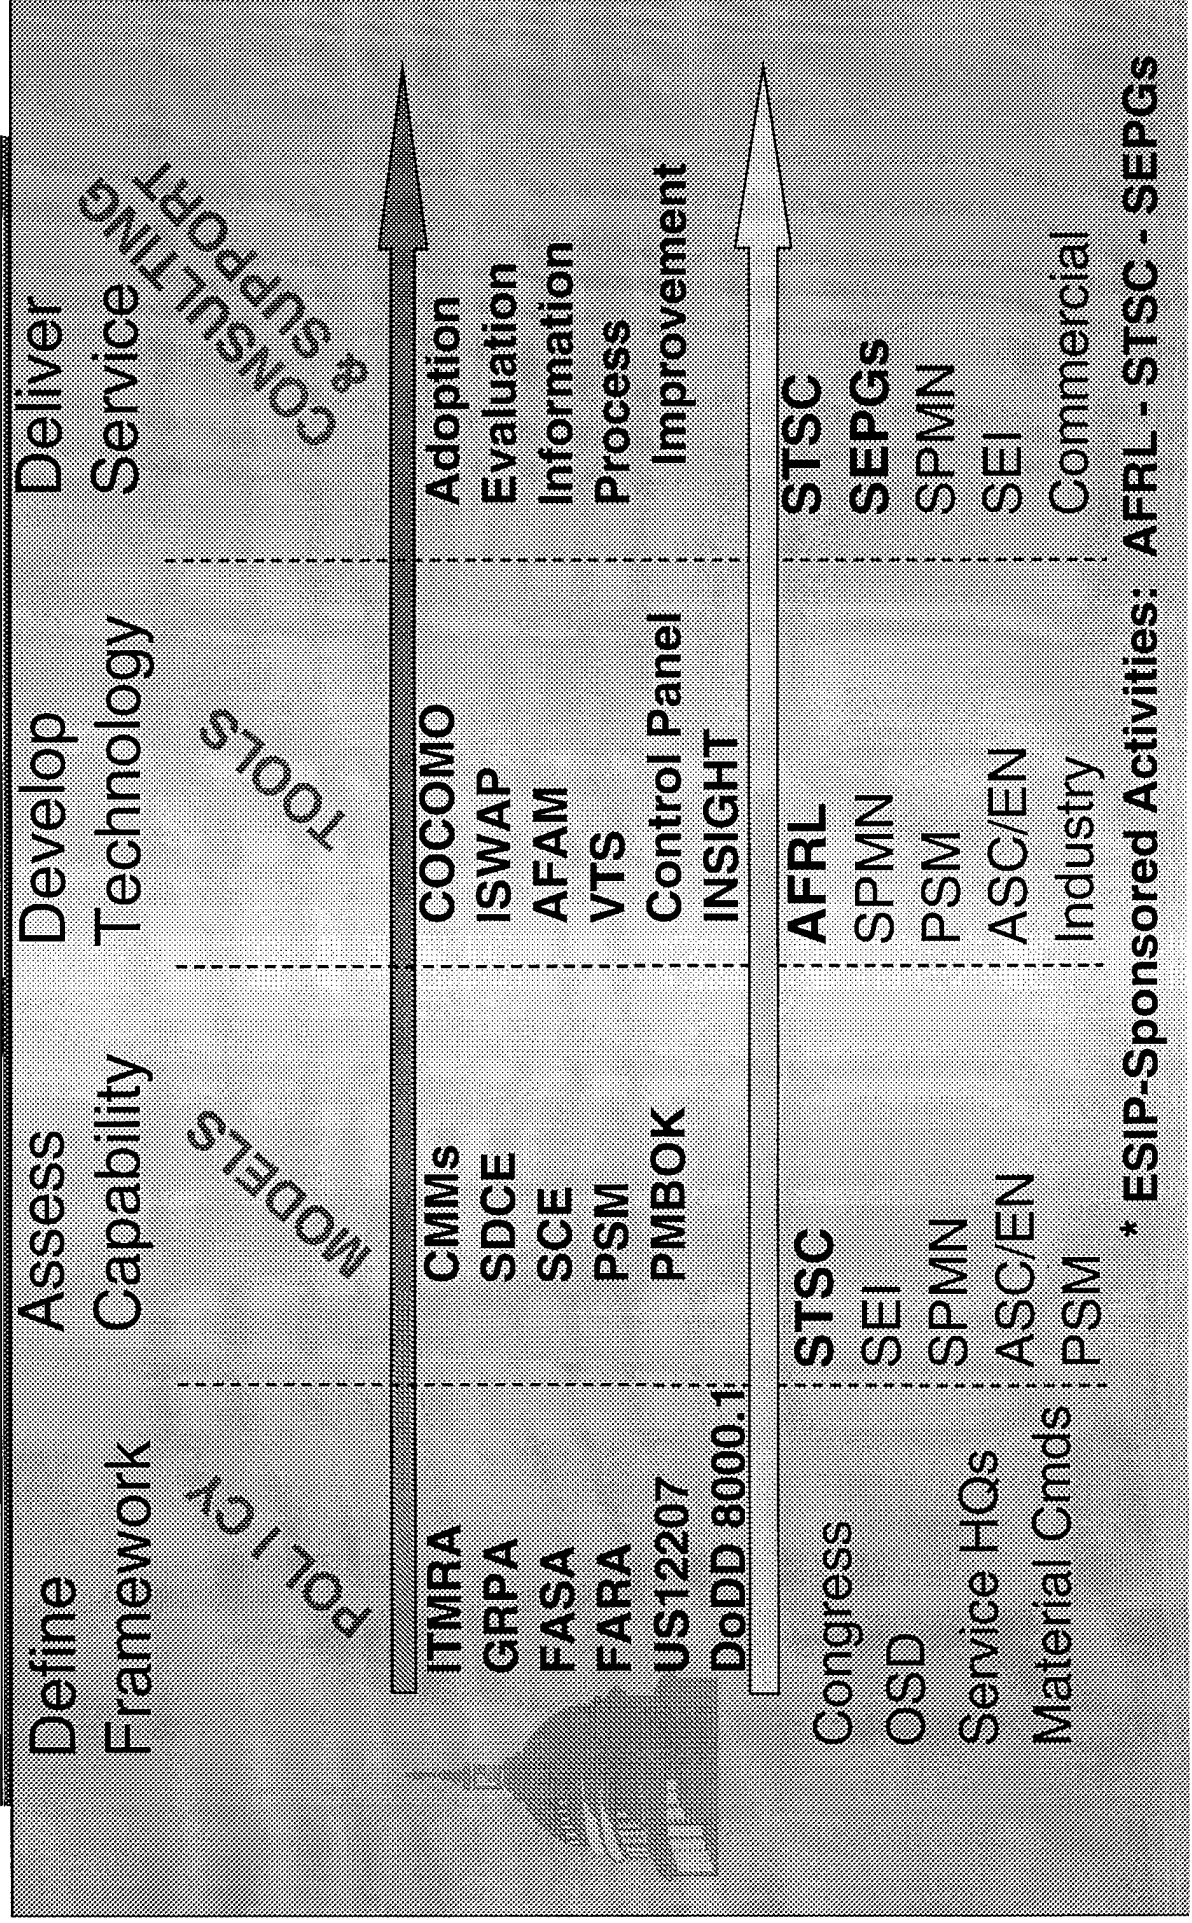 Define
Framework
POLICY
ITMRA
GRPA
FASA
FARA
US12207
DoDD 8000.1
Congress
OSD
Service HQs
Material Cmds
Assess
Capability
MODELS
CMMs
SDCE
SCE
PSM
PMBOK
STSC
SEI
SPMN
ASC/EN
PSM
Develop
Technology
TOOLS
COCOMO
ISWAP
AFAM
VTS
Control Panel
INSIGHT
AFRL
SPMN
PSM
ASC/EN
Industry
Deliver
Service
CONSULTING
& SUPPORT
Adoption
Evaluation
Information
Process
Improvement
STSC
SEPGs
SPMN
SEI
Commercial
* ESIP-Sponsored Activities: AFRL - STSC - SEPGs